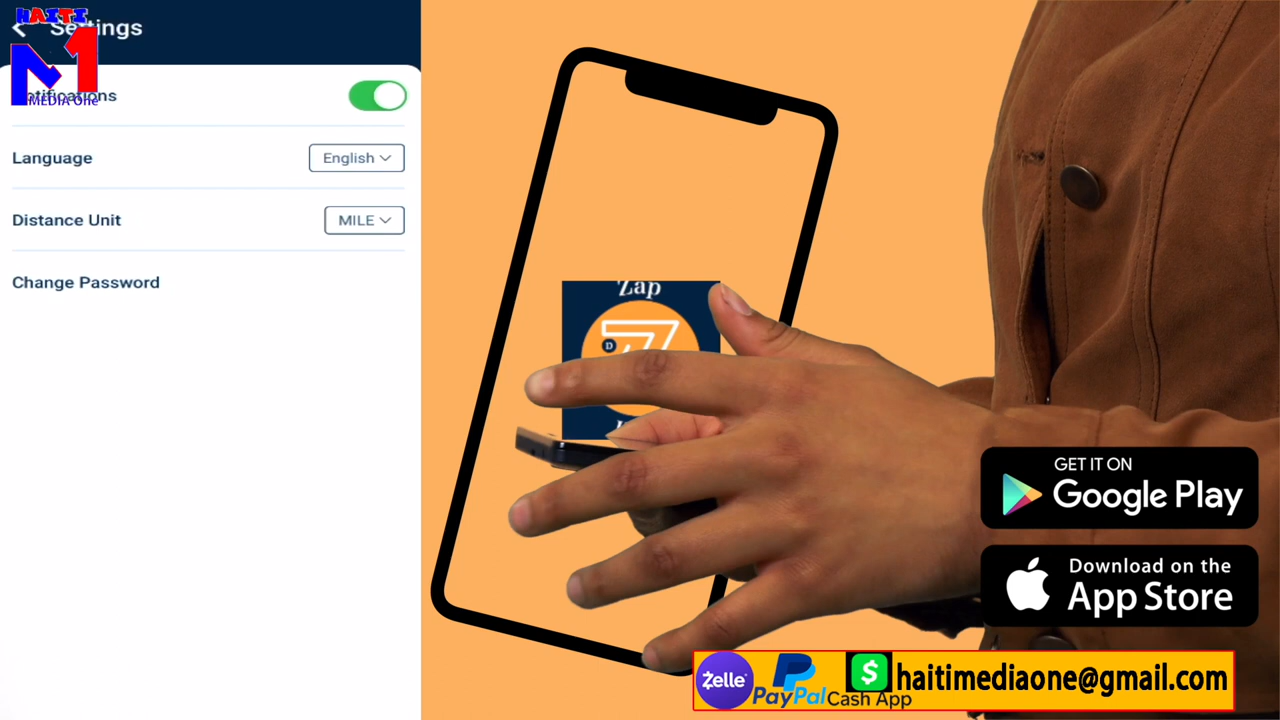 HAITI
Settings
MEDIA One
Notifications
Language
English
Distance Unit
MILE
Change Password
Zap
D
GET IT ON
Google Play
Download on the
App Store
Zelle
PayPal
$
Cash App
haitimediaone@gmail.com